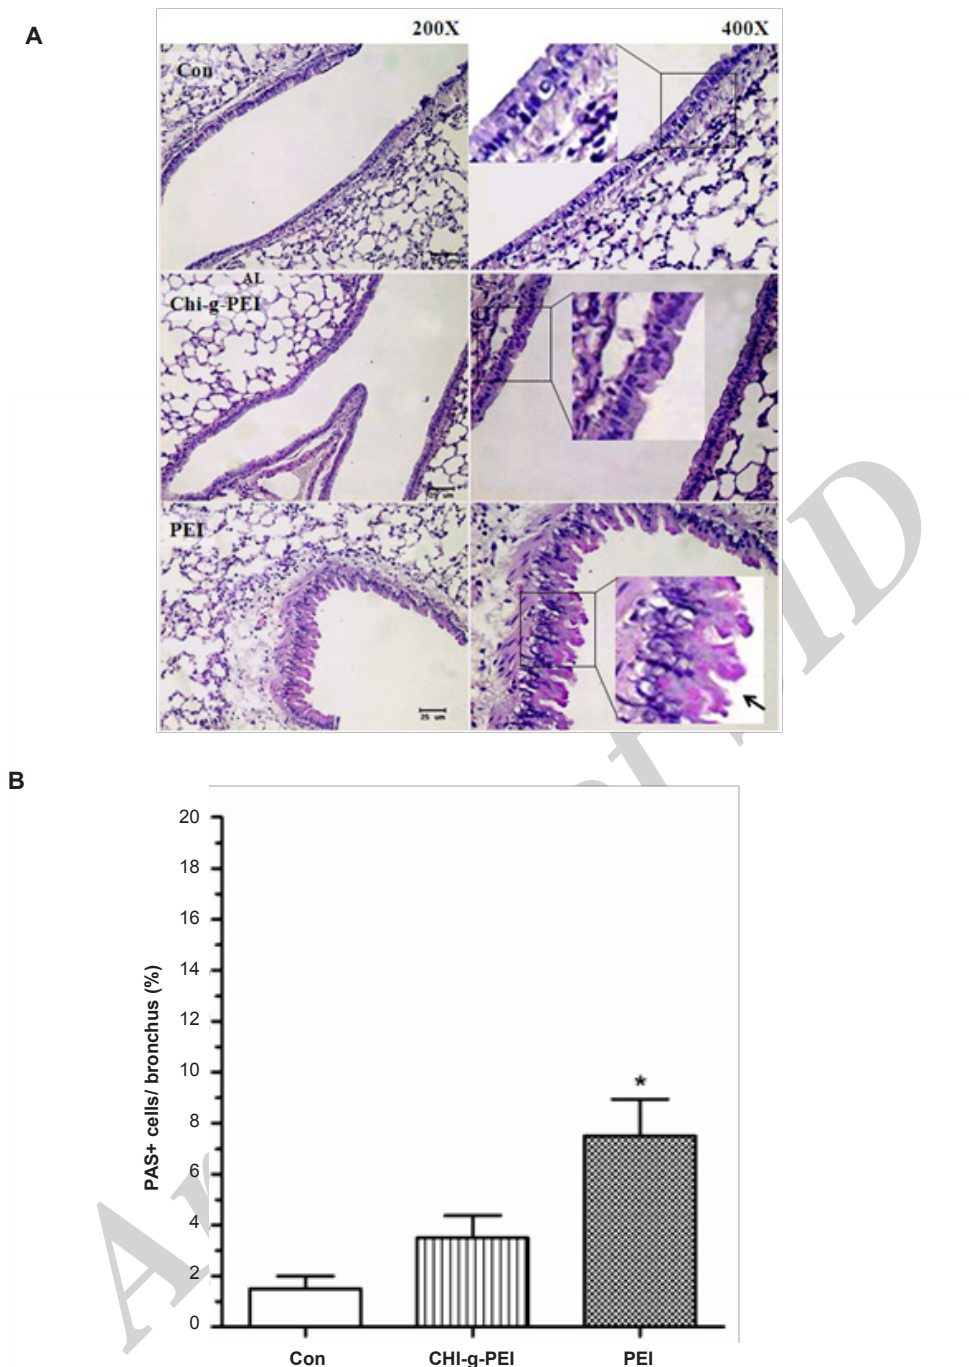 A
200X 400X
Con
AL
Chi-g-PEI
PEI
25 um
B
20
18
16
14
12
10
8
6
4
2
0
PAS+ cells/ bronchus (%)
*
Con CHI-g-PEI PEI